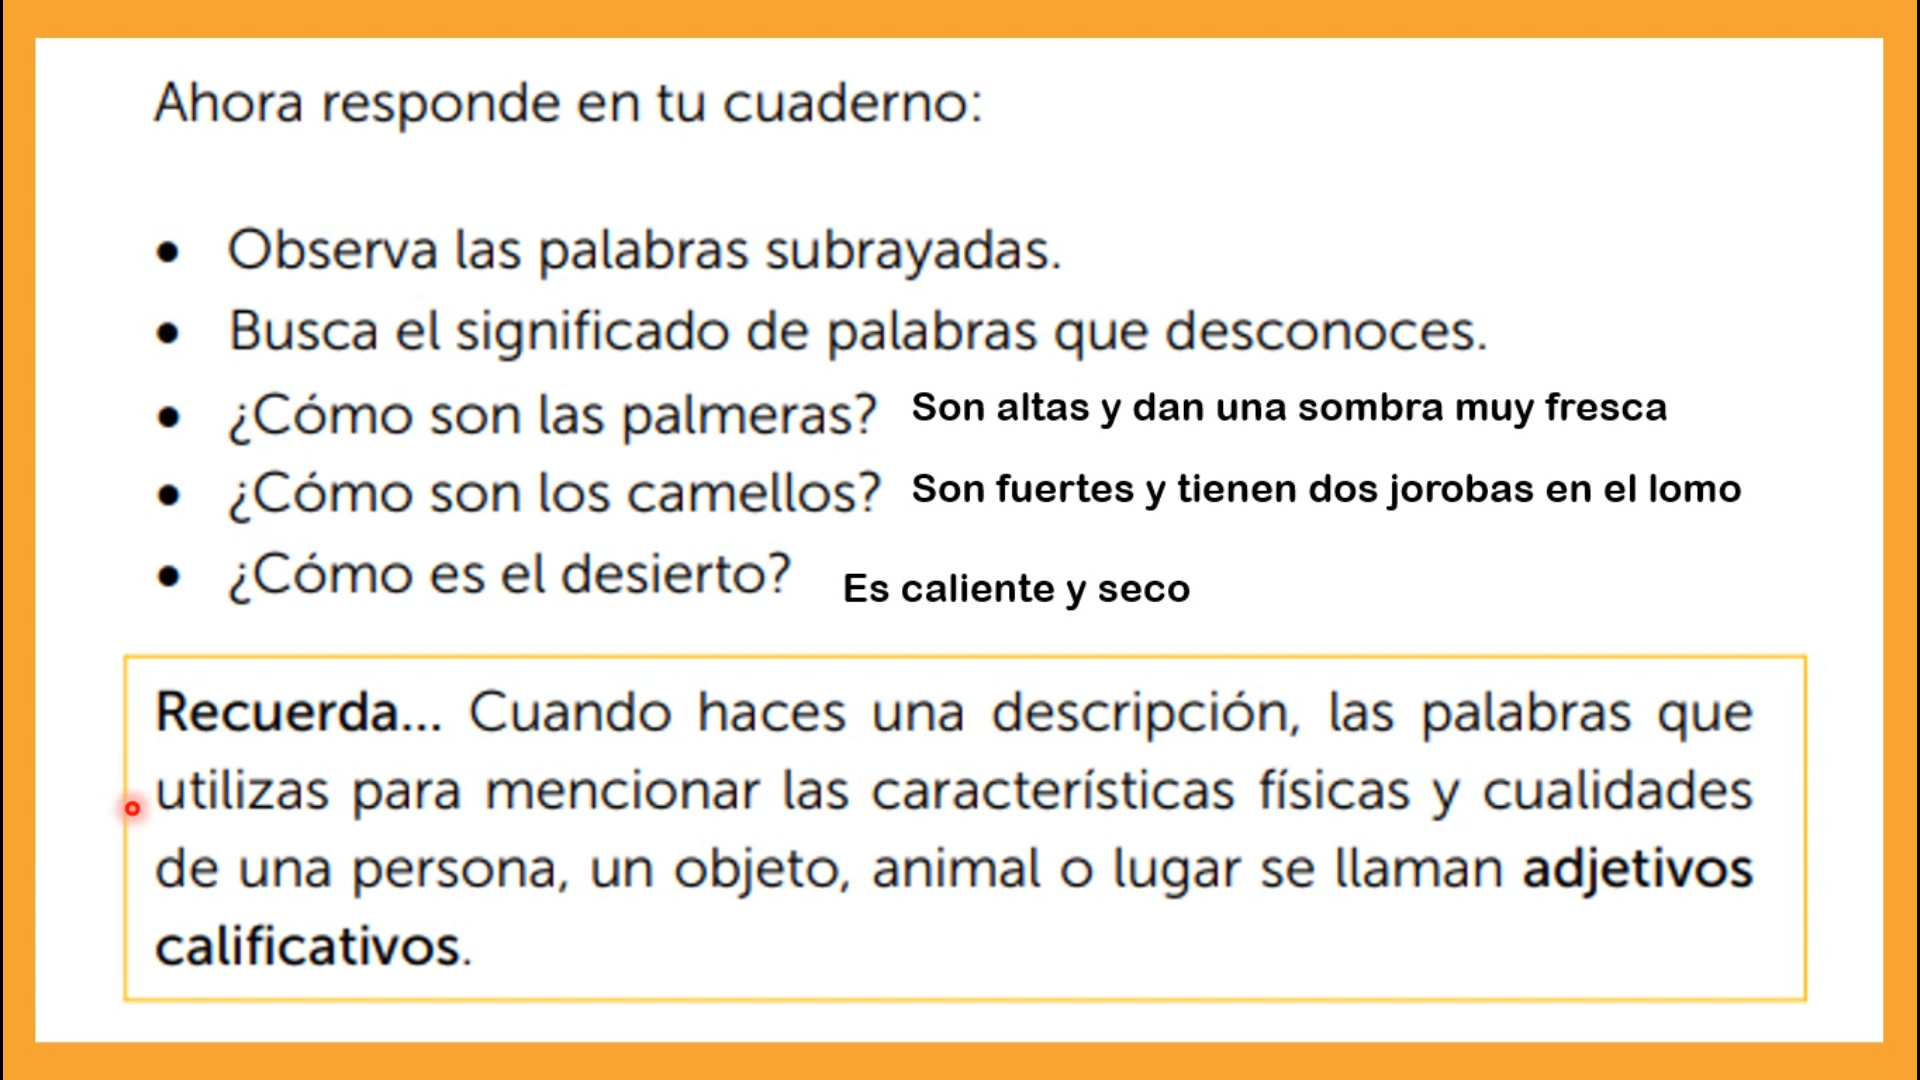 Ahora responde en tu cuaderno:
• Observa las palabras subrayadas.
• Busca el significado de palabras que desconoces.
• ¿Cómo son las palmeras? Son altas y dan una sombra muy fresca
• ¿Cómo son los camellos? Son fuertes y tienen dos jorobas en el lomo
• ¿Cómo es el desierto? Es caliente y seco
Recuerda... Cuando haces una descripción, las palabras que
utilizas para mencionar las características físicas y cualidades
de una persona, un objeto, animal o lugar se llaman adjetivos
calificativos.